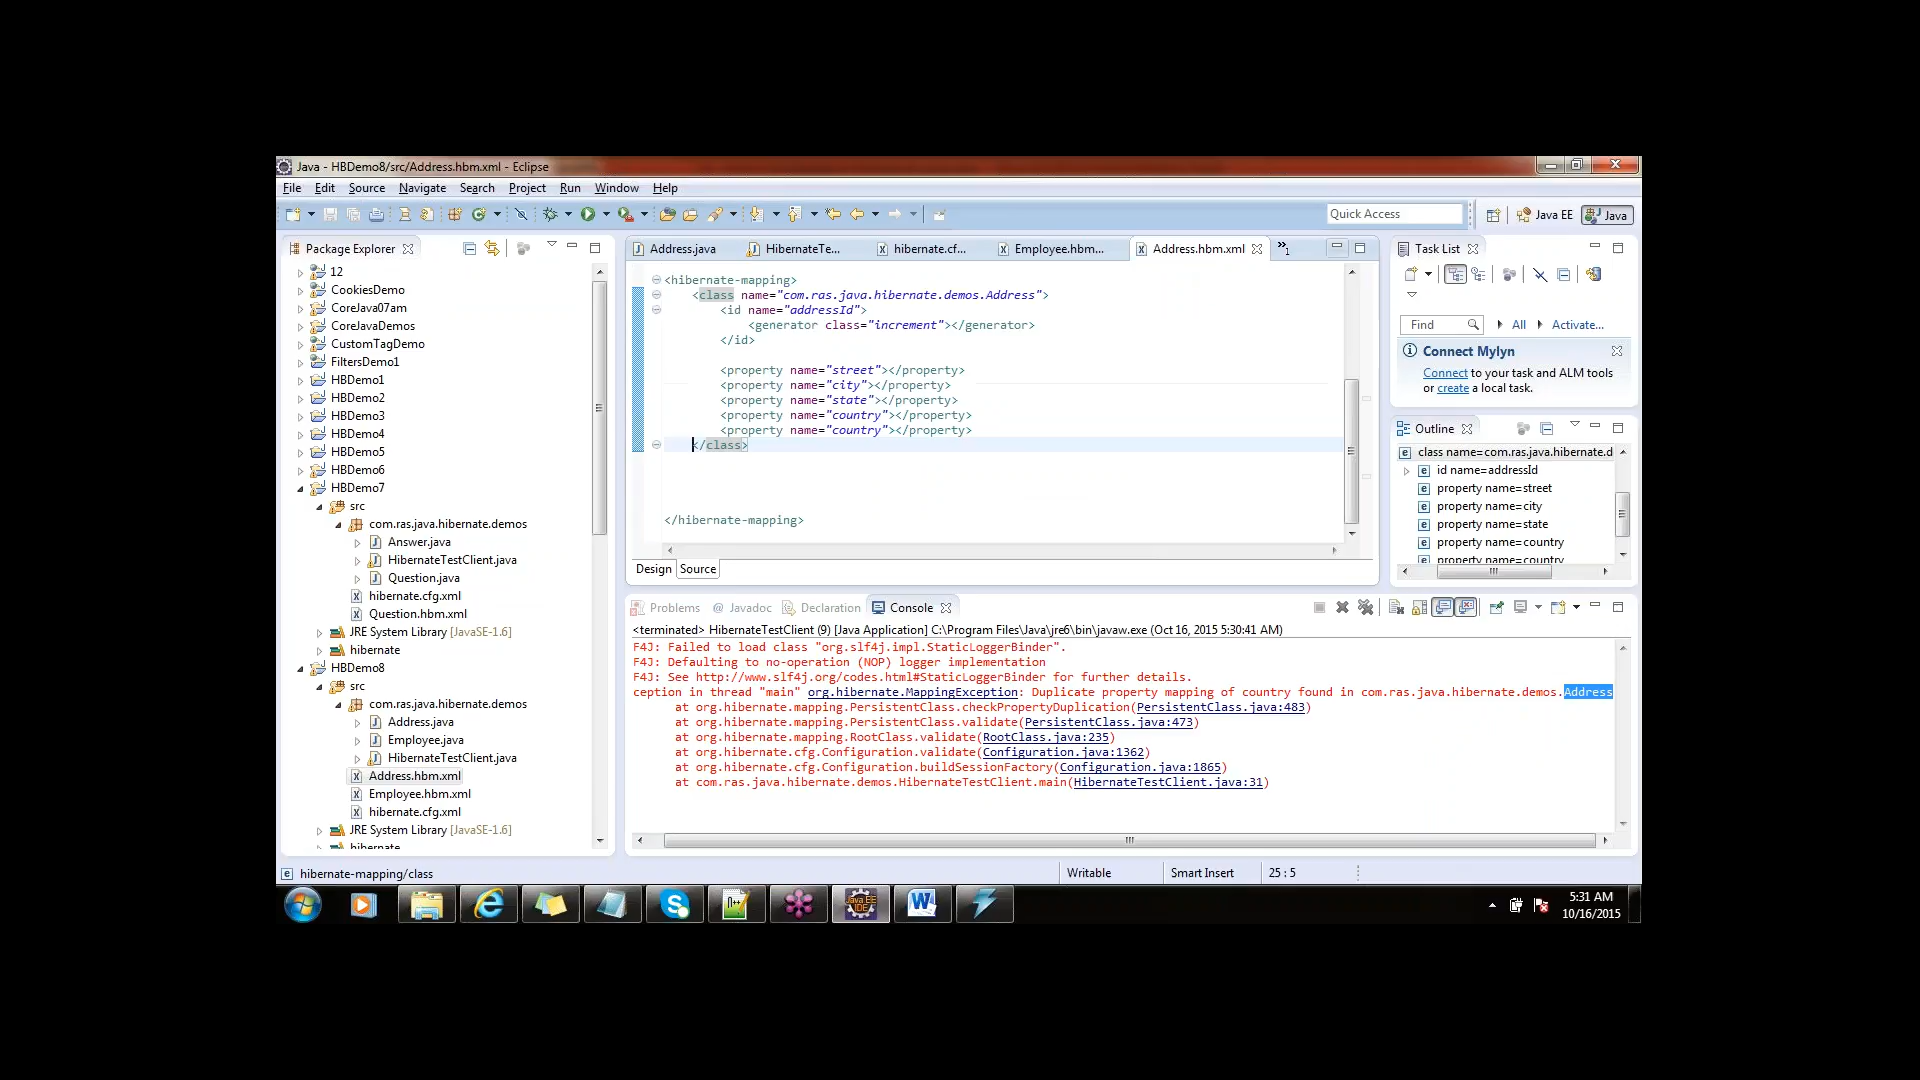 Java - HBDemo8/src/Address.hbm.xml - Eclipse
File Edit Source Navigate Search Project Run Window Help
Quick Access
Java EE
Java
Package Explorer
12
CookiesDemo
CoreJava07am
CoreJavaDemos
CustomTagDemo
FiltersDemo1
HBDemo1
HBDemo2
HBDemo3
HBDemo4
HBDemo5
HBDemo6
HBDemo7
src
com.ras.java.hibernate.demos
Answer.java
HibernateTestClient.java
Question.java
hibernate.cfg.xml
Question.hbm.xml
JRE System Library [JavaSE-1.6]
hibernate
HBDemo8
src
com.ras.java.hibernate.demos
Address.java
Employee.java
HibernateTestClient.java
Address.hbm.xml
Employee.hbm.xml
hibernate.cfg.xml
JRE System Library [JavaSE-1.6]
hibernate
Address.java HibernateTe... hibernate.cf... Employee.hbm... Address.hbm.xml »1
<hibernate-mapping>
<class name="com.ras.java.hibernate.demos.Address">
<id name="addressId">
<generator class="increment"></generator>
</id>
<property name="street"></property>
<property name="city"></property>
<property name="state"></property>
<property name="country"></property>
<property name="country"></property>
</class>
</hibernate-mapping>
Design Source
Task List
Find All Activate...
Connect Mylyn
Connect to your task and ALM tools
or create a local task.
Outline
class name=com.ras.java.hibernate.d
id name=addressId
property name=street
property name=city
property name=state
property name=country
property name=country
Problems @ Javadoc Declaration Console
<terminated> HibernateTestClient (9) [Java Application] C:\Program Files\Java\jre6\bin\javaw.exe (Oct 16, 2015 5:30:41 AM)
F4J: Failed to load class "org.slf4j.impl.StaticLoggerBinder".
F4J: Defaulting to no-operation (NOP) logger implementation
F4J: See http://www.slf4j.org/codes.html#StaticLoggerBinder for further details.
ception in thread "main" org.hibernate.MappingException: Duplicate property mapping of country found in com.ras.java.hibernate.demos.Address
at org.hibernate.mapping.PersistentClass.checkPropertyDuplication(PersistentClass.java:483)
at org.hibernate.mapping.PersistentClass.validate(PersistentClass.java:473)
at org.hibernate.mapping.RootClass.validate(RootClass.java:235)
at org.hibernate.cfg.Configuration.validate(Configuration.java:1362)
at org.hibernate.cfg.Configuration.buildSessionFactory(Configuration.java:1865)
at com.ras.java.hibernate.demos.HibernateTestClient.main(HibernateTestClient.java:31)
hibernate-mapping/class
Writable
Smart Insert
25 : 5
Java EE
IDE
5:31 AM
10/16/2015